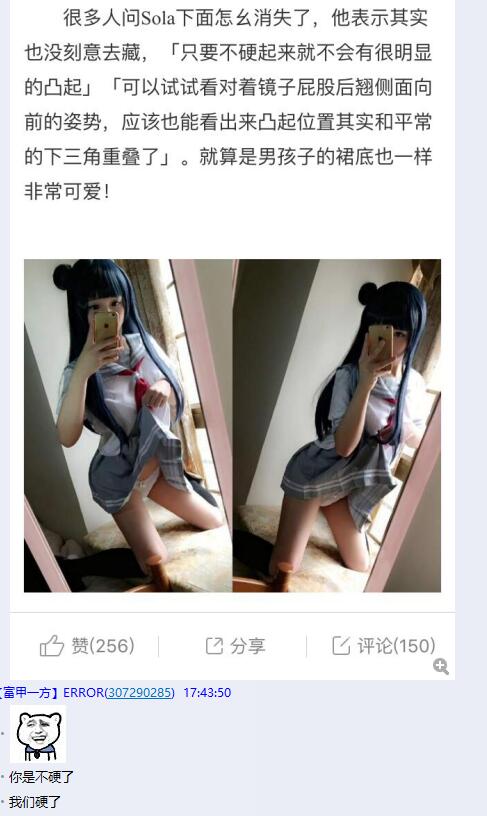 很多人问Sola下面怎么消失了，他表示其实
也没刻意去藏，「只要不硬起来就不会有很明显
的凸起」「可以试试看对着镜子屁股后翘侧面向
前的姿势，应该也能看出来凸起位置其实和平常
的下三角重叠了」。就算是男孩子的裙底也一样
非常可爱！
赞(256)
分享
评论(150)
【富甲一方】ERROR(307290285) 17:43:50
你是不硬了
我们硬了